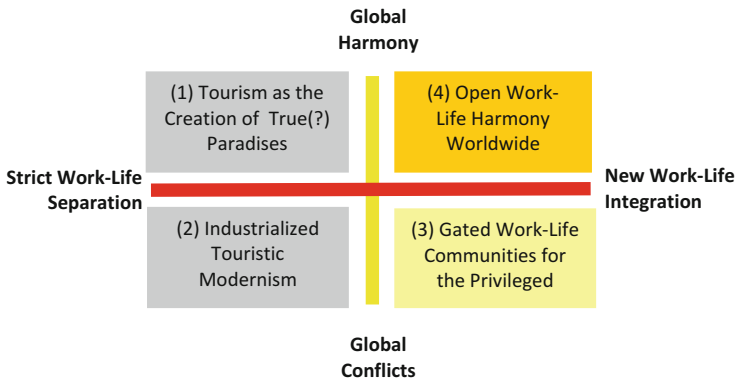 Global
Harmony
(1) Tourism as the
Creation of True(?)
Paradises
(4) Open Work-
Life Harmony
Worldwide
Strict Work-Life
Separation
New Work-Life
Integration
(2) Industrialized
Touristic
Modernism
(3) Gated Work-Life
Communities for
the Privileged
Global
Conflicts